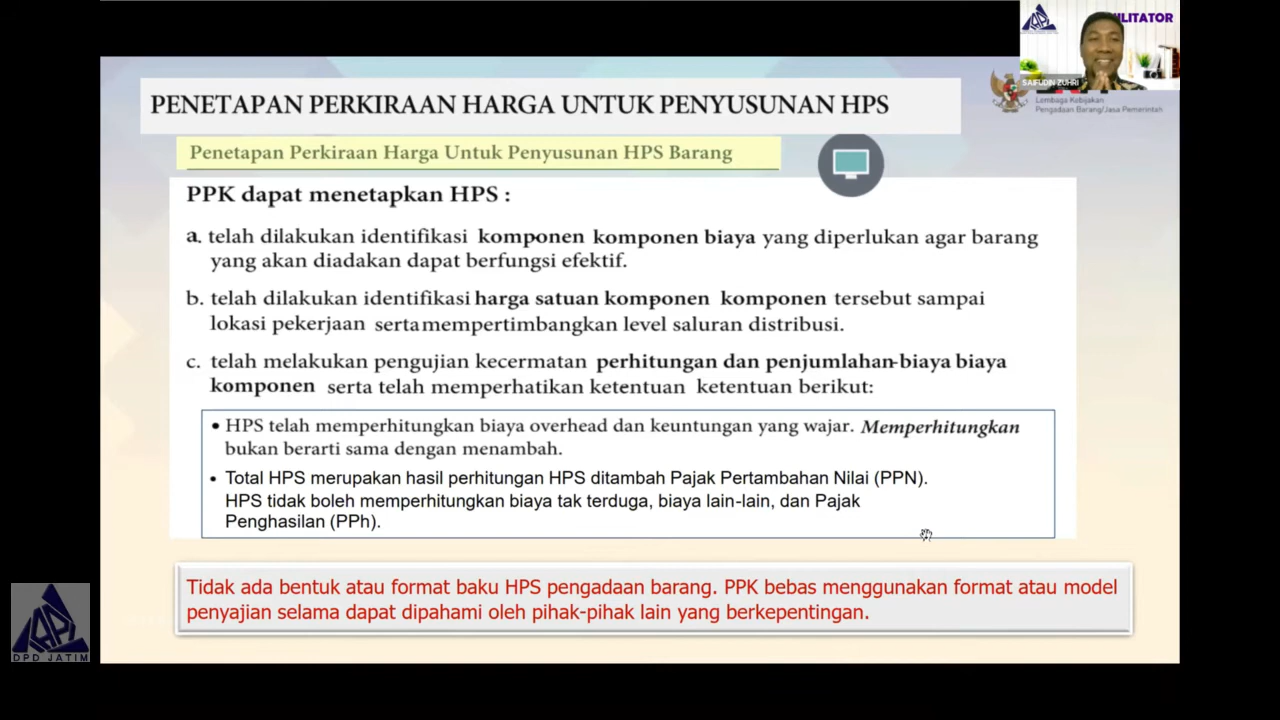 ILITATOR
SAIFUDIN ZUHRI
PENETAPAN PERKIRAAN HARGA UNTUK PENYUSUNAN HPS
Lembaga Kebijakan
Pengadaan Barang/Jasa Pemerintah
Penetapan Perkiraan Harga Untuk Penyusunan HPS Barang
PPK dapat menetapkan HPS :
a. telah dilakukan identifikasi komponen komponen biaya yang diperlukan agar barang
yang akan diadakan dapat berfungsi efektif.
b. telah dilakukan identifikasi harga satuan komponen komponen tersebut sampai
lokasi pekerjaan serta mempertimbangkan level saluran distribusi.
c. telah melakukan pengujian kecermatan perhitungan dan penjumlahan-biaya biaya
komponen serta telah memperhatikan ketentuan ketentuan berikut:
• HPS telah memperhitungkan biaya overhead dan keuntungan yang wajar. Memperhitungkan
bukan berarti sama dengan menambah.
• Total HPS merupakan hasil perhitungan HPS ditambah Pajak Pertambahan Nilai (PPN).
HPS tidak boleh memperhitungkan biaya tak terduga, biaya lain-lain, dan Pajak
Penghasilan (PPh).
Tidak ada bentuk atau format baku HPS pengadaan barang. PPK bebas menggunakan format atau model
penyajian selama dapat dipahami oleh pihak-pihak lain yang berkepentingan.
DPD JATIM